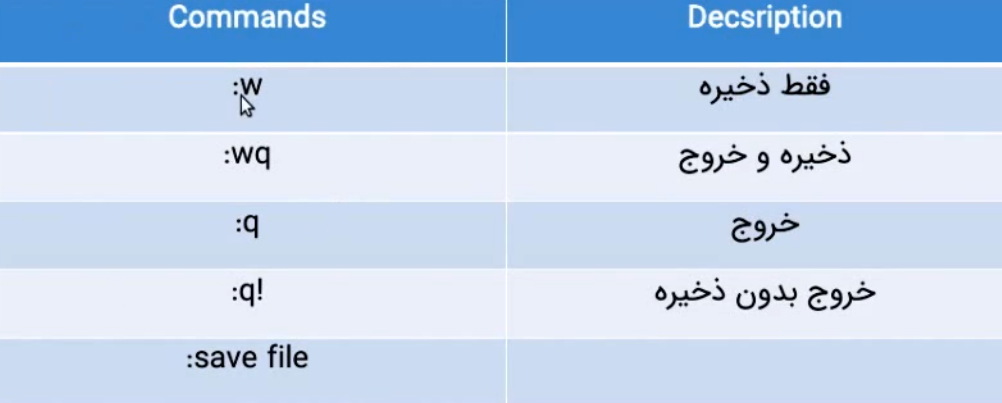 Commands Decsription
:w فقط ذخیره
:wq ذخیره و خروج
:q خروج
:q! خروج بدون ذخیره
:save file